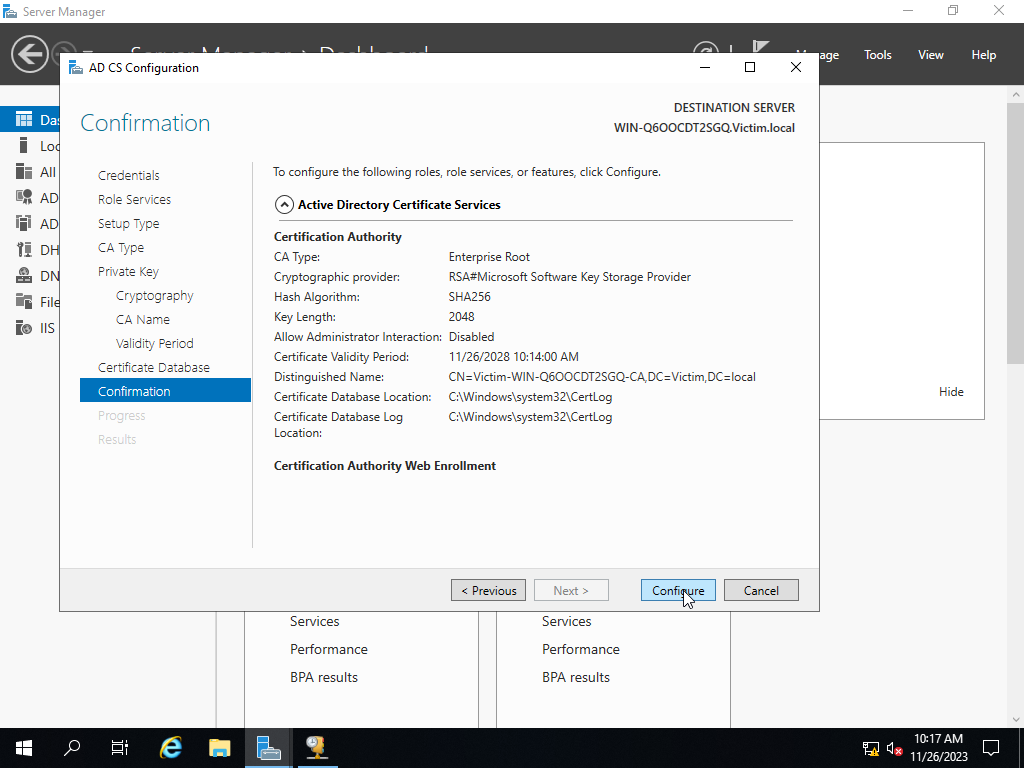 Server Manager
Manage Tools View Help
AD CS Configuration
DESTINATION SERVER
WIN-Q6OOCDT2SGQ.Victim.local
Confirmation
Credentials
Role Services
Setup Type
CA Type
Private Key
Cryptography
CA Name
Validity Period
Certificate Database
Confirmation
Progress
Results
To configure the following roles, role services, or features, click Configure.
Active Directory Certificate Services
Certification Authority
CA Type: Enterprise Root
Cryptographic provider: RSA#Microsoft Software Key Storage Provider
Hash Algorithm: SHA256
Key Length: 2048
Allow Administrator Interaction: Disabled
Certificate Validity Period: 11/26/2028 10:14:00 AM
Distinguished Name: CN=Victim-WIN-Q6OOCDT2SGQ-CA,DC=Victim,DC=local
Certificate Database Location: C:\Windows\system32\CertLog
Certificate Database Log C:\Windows\system32\CertLog
Location:
Certification Authority Web Enrollment
< Previous Next > Configure Cancel
Das
Loc
All
AD
AD
DH
DN
File
IIS
Hide
Services Services
Performance Performance
BPA results BPA results
10:17 AM
11/26/2023